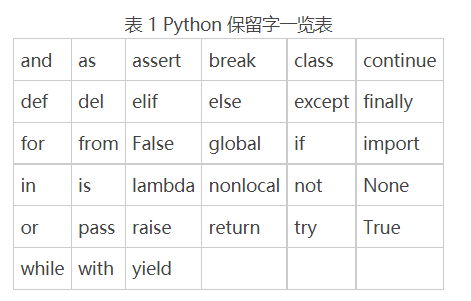 表 1 Python 保留字一览表
and as assert break class continue
def del elif else except finally
for from False global if import
in is lambda nonlocal not None
or pass raise return try True
while with yield